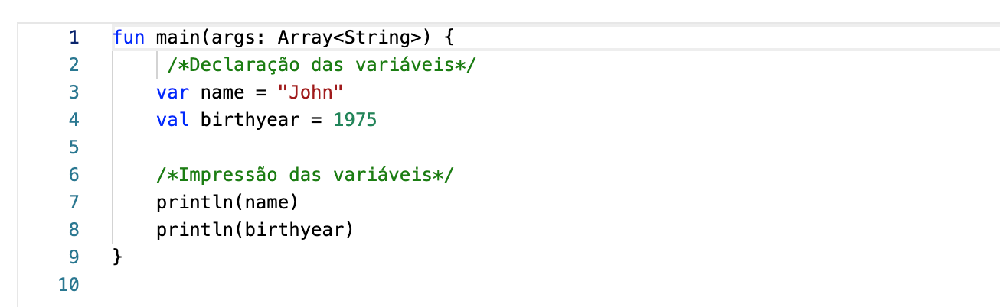 1 fun main(args: Array<String>) {
2 /*Declaração das variáveis*/
3 var name = "John"
4 val birthyear = 1975
5
6 /*Impressão das variáveis*/
7 println(name)
8 println(birthyear)
9 }
10